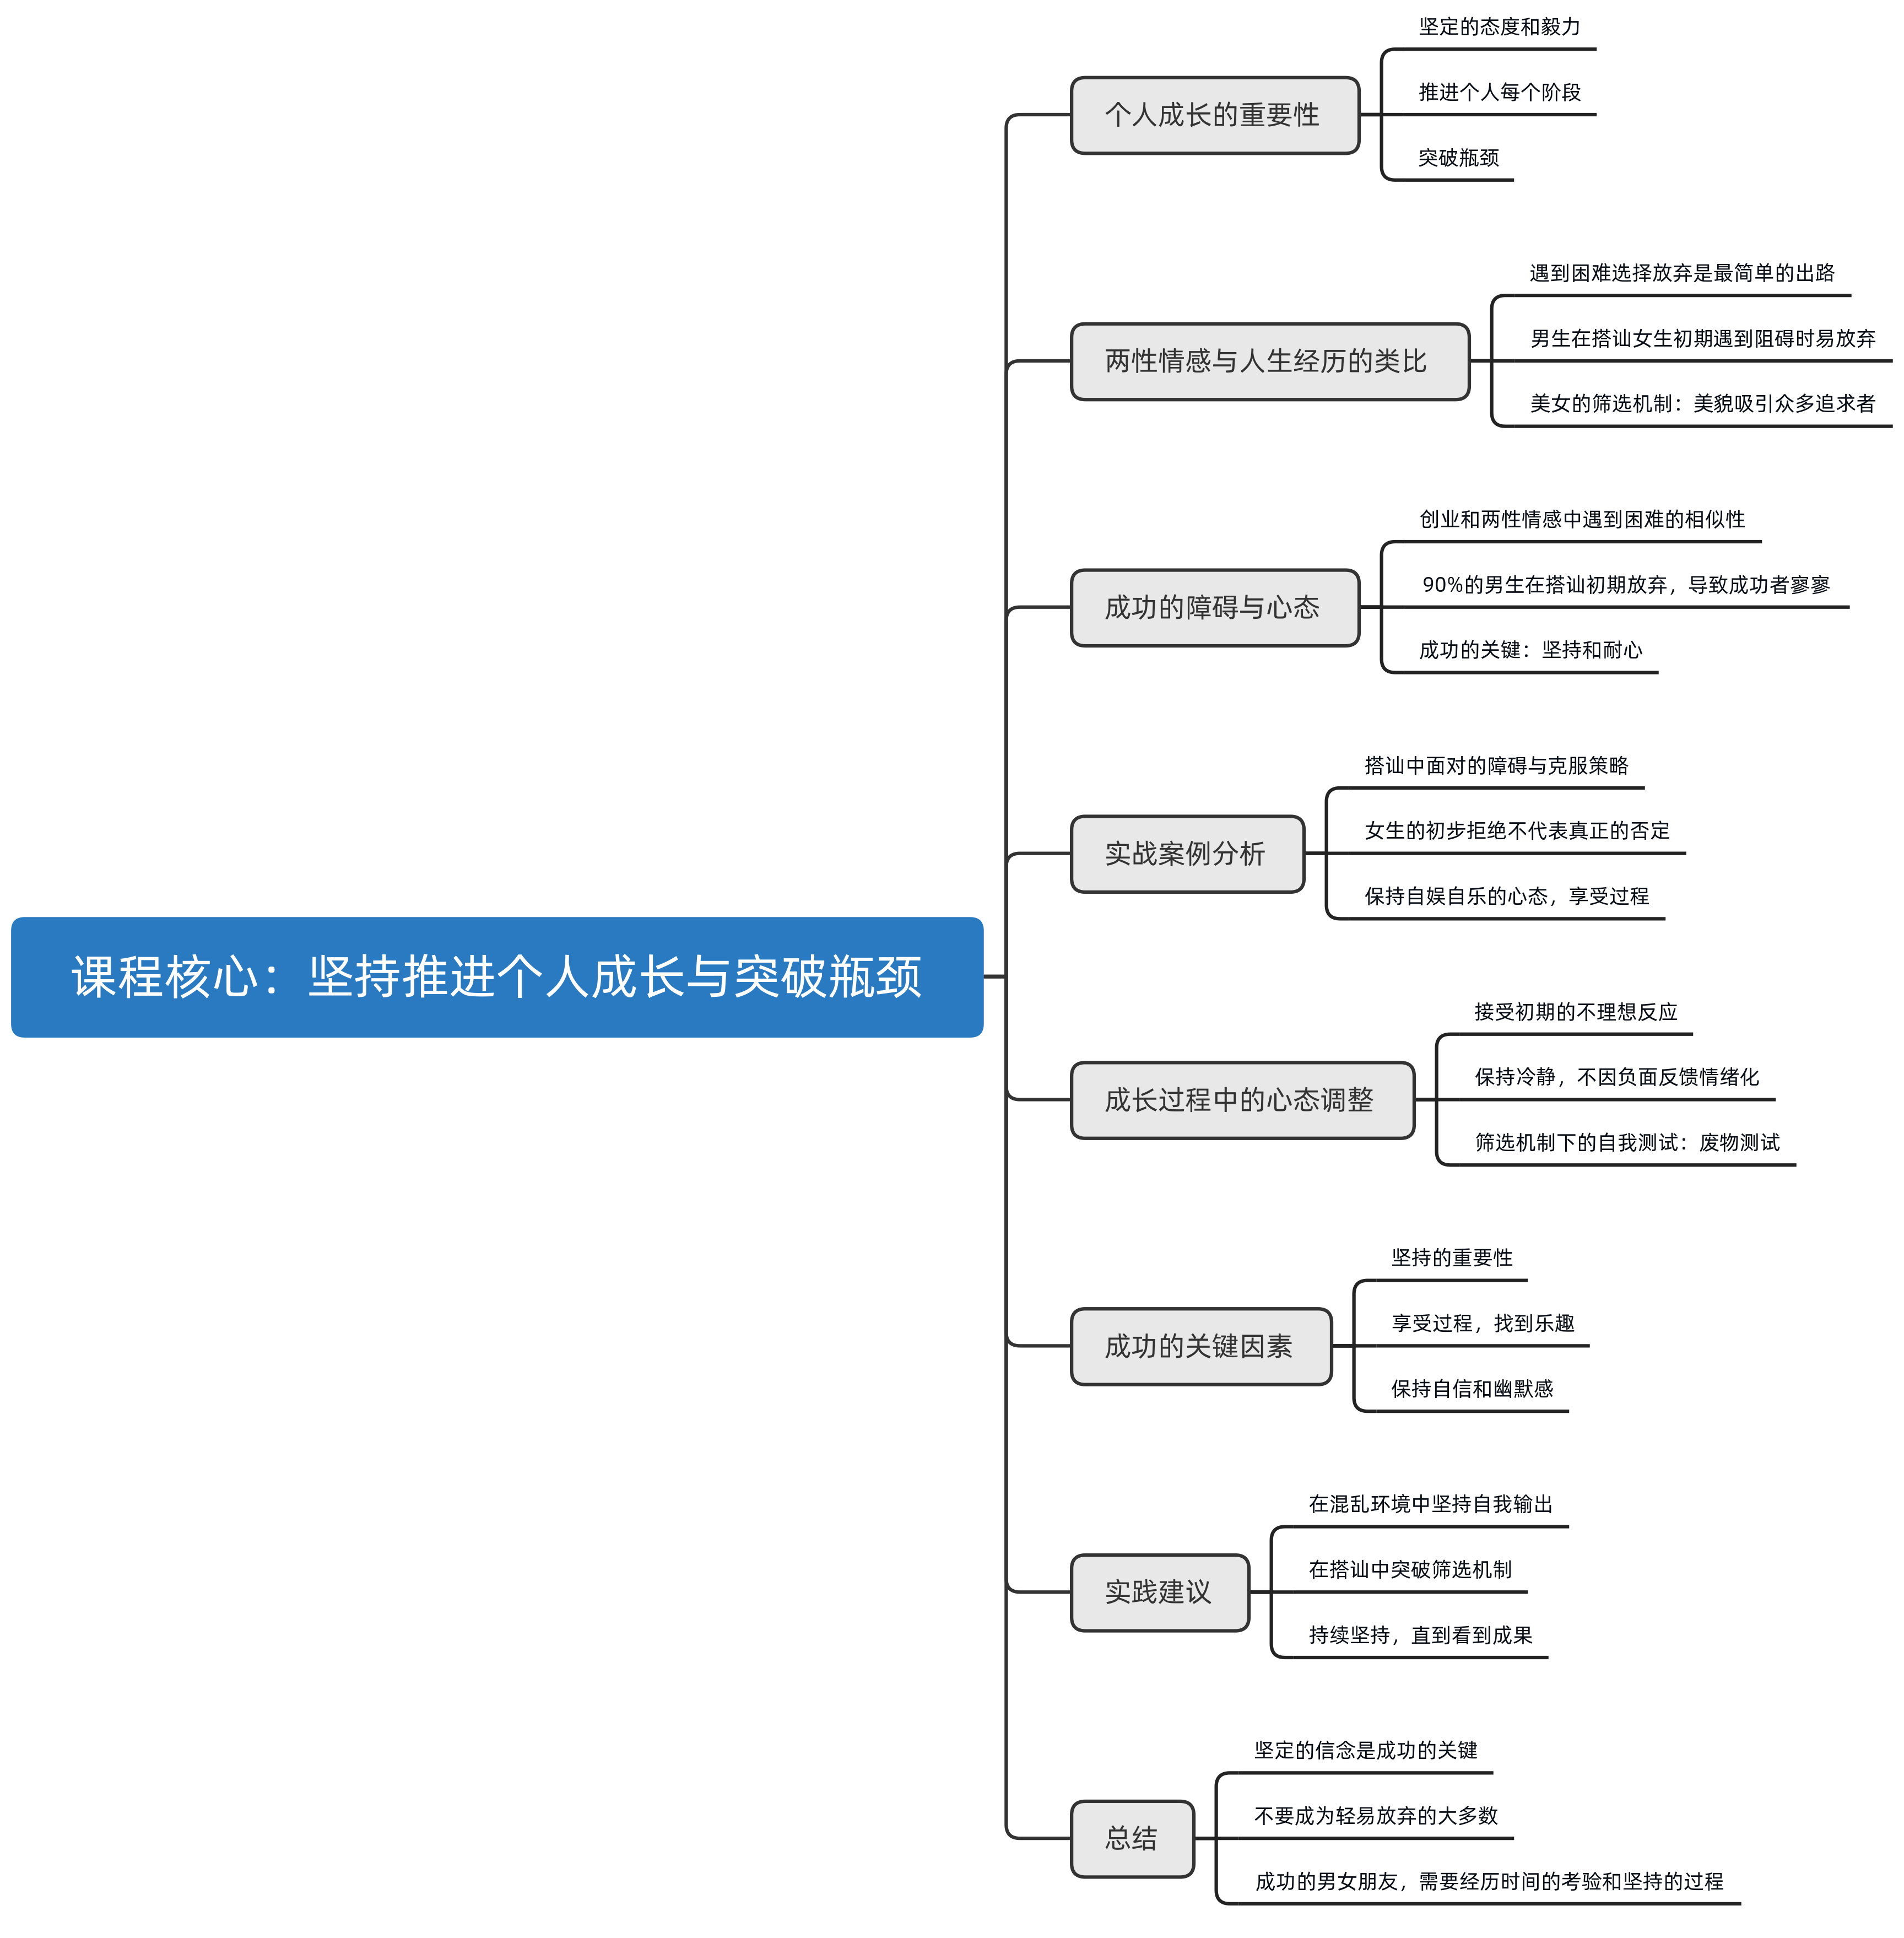 课程核心：坚持推进个人成长与突破瓶颈
个人成长的重要性
坚定的态度和毅力
推进个人每个阶段
突破瓶颈
两性情感与人生经历的类比
遇到困难选择放弃是最简单的出路
男生在搭讪女生初期遇到阻碍时易放弃
美女的筛选机制：美貌吸引众多追求者
成功的障碍与心态
创业和两性情感中遇到困难的相似性
90%的男生在搭讪初期放弃，导致成功者寥寥
成功的关键：坚持和耐心
实战案例分析
搭讪中面对的障碍与克服策略
女生的初步拒绝不代表真正的否定
保持自娱自乐的心态，享受过程
成长过程中的心态调整
接受初期的不理想反应
保持冷静，不因负面反馈情绪化
筛选机制下的自我测试：废物测试
成功的关键因素
坚持的重要性
享受过程，找到乐趣
保持自信和幽默感
实践建议
在混乱环境中坚持自我输出
在搭讪中突破筛选机制
持续坚持，直到看到成果
总结
坚定的信念是成功的关键
不要成为轻易放弃的大多数
成功的男女朋友，需要经历时间的考验和坚持的过程